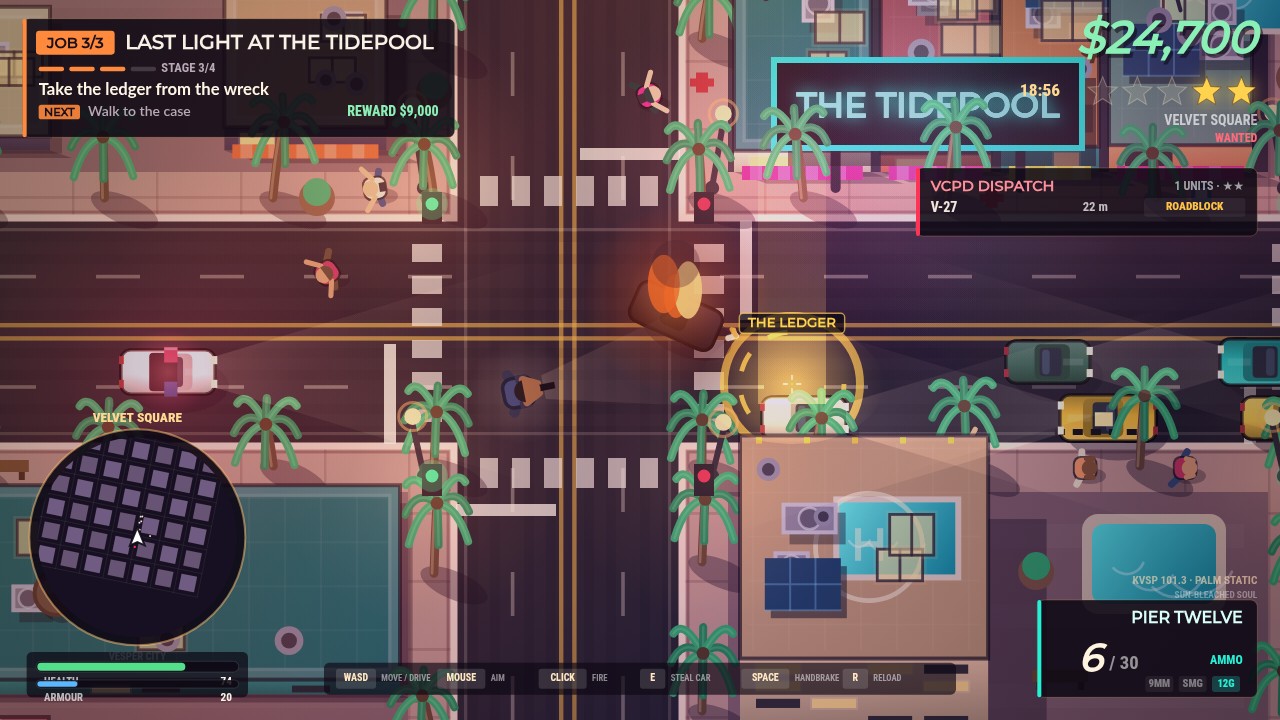 JOB 3/3 LAST LIGHT AT THE TIDEPOOL
STAGE 3/4
Take the ledger from the wreck
NEXT Walk to the case REWARD $9,000
THE TIDEPOOL
$24,700
18:56
VELVET SQUARE
WANTED
VCPD DISPATCH 1 UNITS · ★★
V-27 22 m ROADBLOCK
THE LEDGER
VELVET SQUARE
H
VESPER CITY
HEALTH 74
ARMOUR 20
WASD MOVE / DRIVE MOUSE AIM CLICK FIRE E STEAL CAR SPACE HANDBRAKE R RELOAD
KVSP 101.3 · PALM STATIC
SUN-BLEACHED SOUL
PIER TWELVE
6 / 30 AMMO
9MM SMG 12G